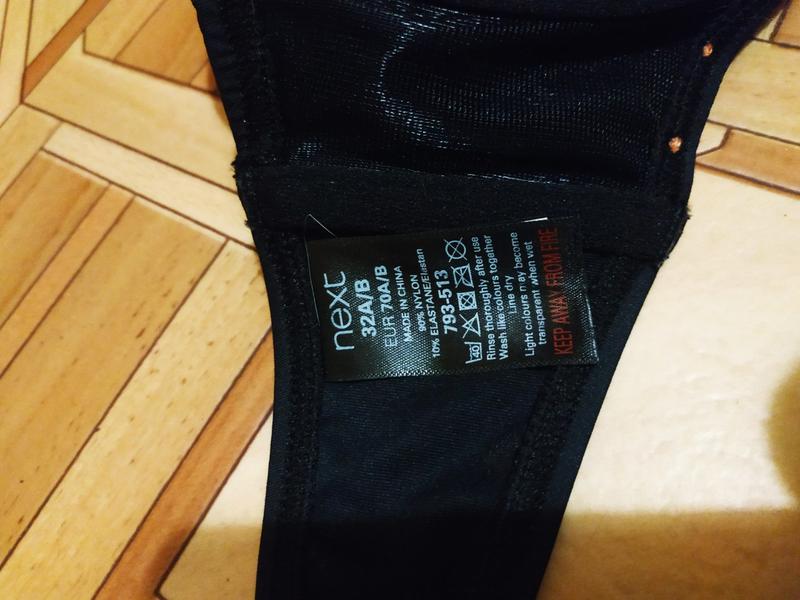 next
32A/B
EUR 70A/B
MADE IN CHINA
90% NYLON
10% ELASTANE/Elastan
793-513
40
Rinse thoroughly after use
Wash like colours together
Line dry
Light colours may become
transparent when wet
KEEP AWAY FROM FIRE